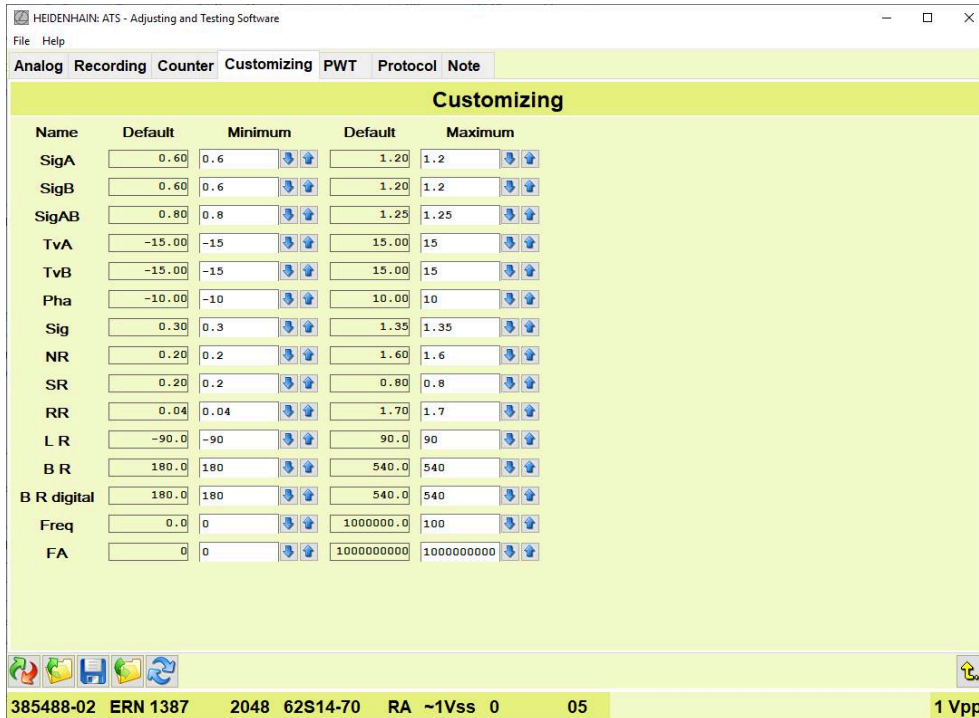 HEIDENHAIN: ATS - Adjusting and Testing Software
File Help
Analog Recording Counter Customizing PWT Protocol Note
Customizing
Name Default Minimum Default Maximum
SigA 0.60 0.6 1.20 1.2
SigB 0.60 0.6 1.20 1.2
SigAB 0.80 0.8 1.25 1.25
TvA -15.00 -15 15.00 15
TvB -15.00 -15 15.00 15
Pha -10.00 -10 10.00 10
Sig 0.30 0.3 1.35 1.35
NR 0.20 0.2 1.60 1.6
SR 0.20 0.2 0.80 0.8
RR 0.04 0.04 1.70 1.7
L R -90.0 -90 90.0 90
B R 180.0 180 540.0 540
B R digital 180.0 180 540.0 540
Freq 0.0 0 1000000.0 100
FA 0 0 1000000000 1000000000
385488-02 ERN 1387 2048 62S14-70 RA ~1Vss 0 05 1 Vpp